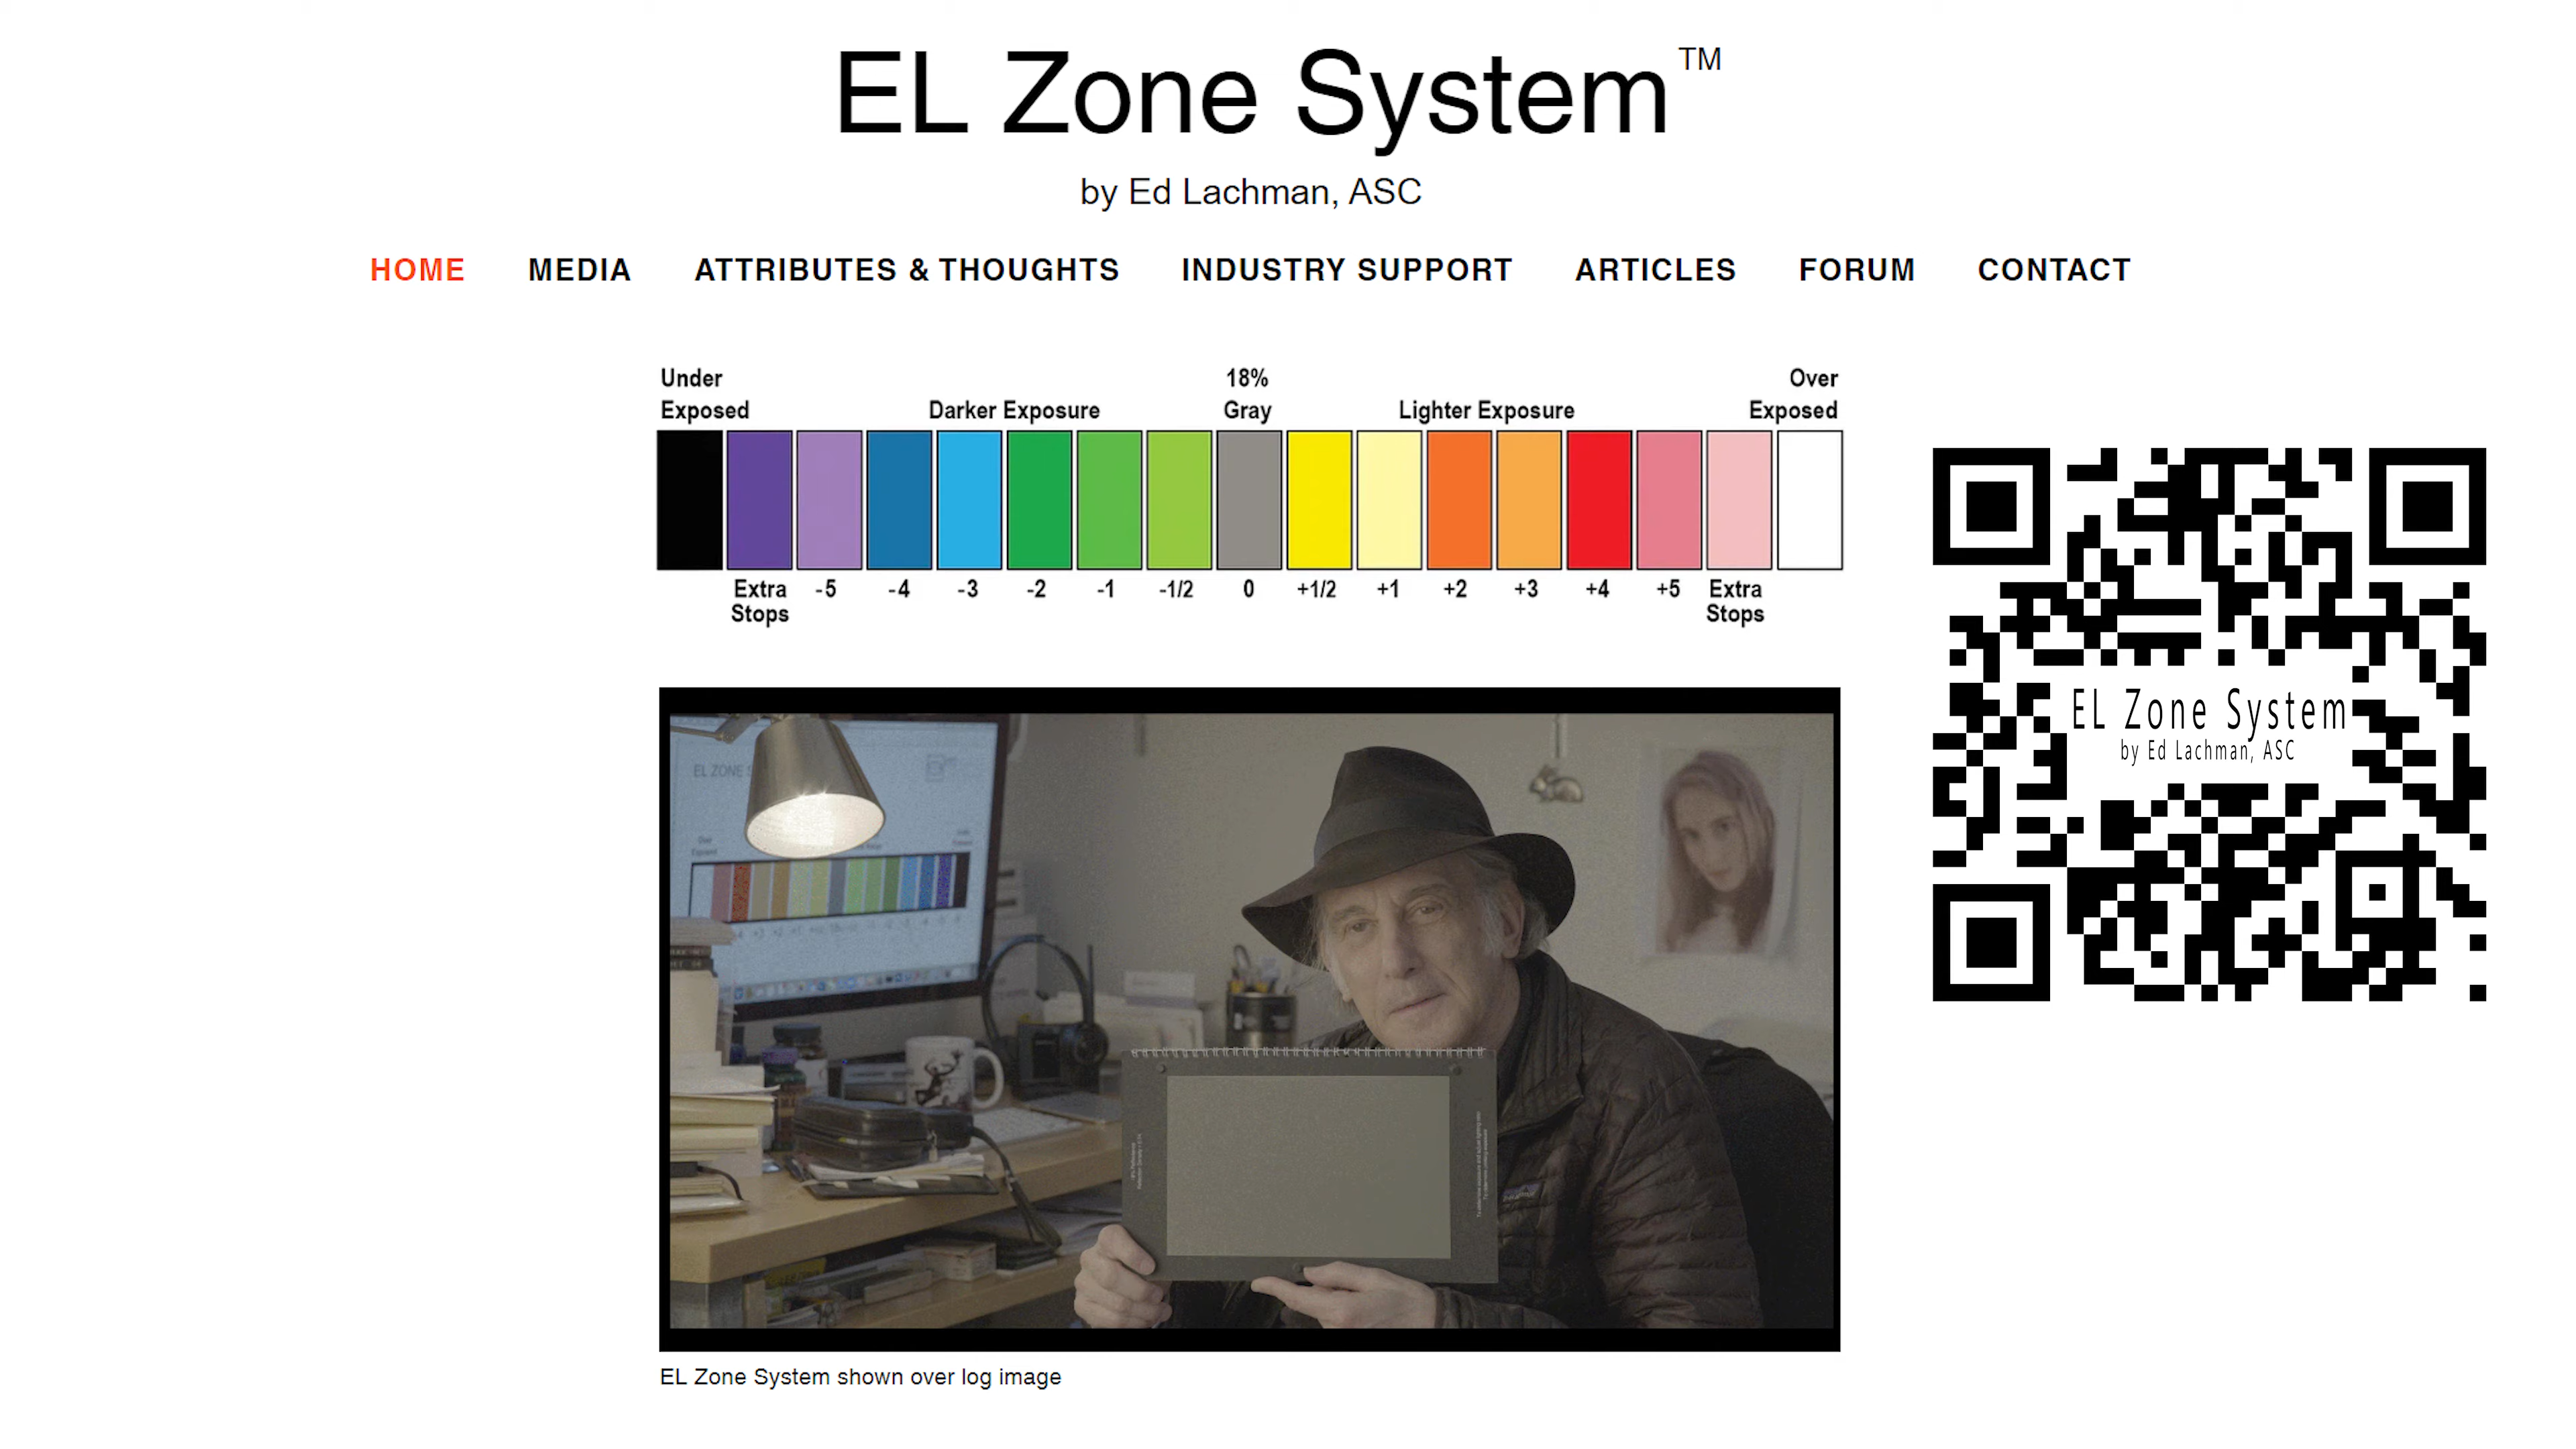 EL Zone System™
by Ed Lachman, ASC
HOME MEDIA ATTRIBUTES & THOUGHTS INDUSTRY SUPPORT ARTICLES FORUM CONTACT
Under Exposed
Darker Exposure
18% Gray
Lighter Exposure
Over Exposed
Extra Stops -5 -4 -3 -2 -1 -1/2 0 +1/2 +1 +2 +3 +4 +5 Extra Stops
EL Zone System
by Ed Lachman, ASC
EL ZONE
EL Zone System shown over log image